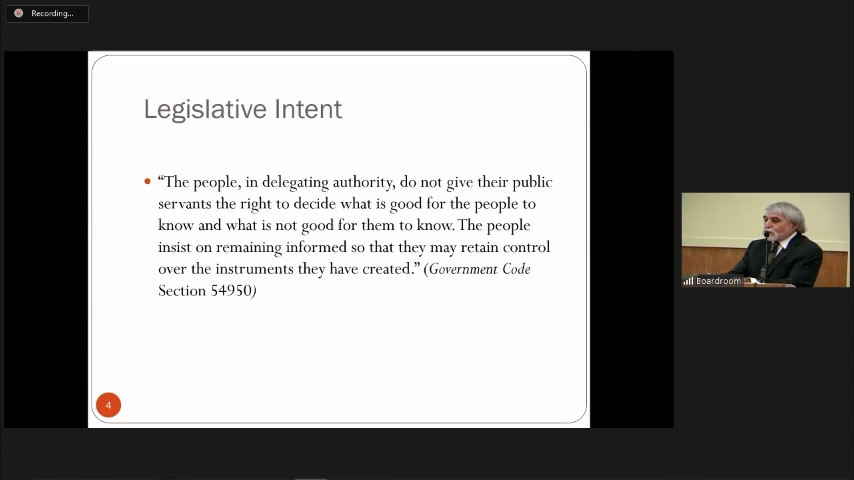 Recording...
Legislative Intent
“The people, in delegating authority, do not give their public
servants the right to decide what is good for the people to
know and what is not good for them to know. The people
insist on remaining informed so that they may retain control
over the instruments they have created.” (Government Code
Section 54950)
4
Boardroom